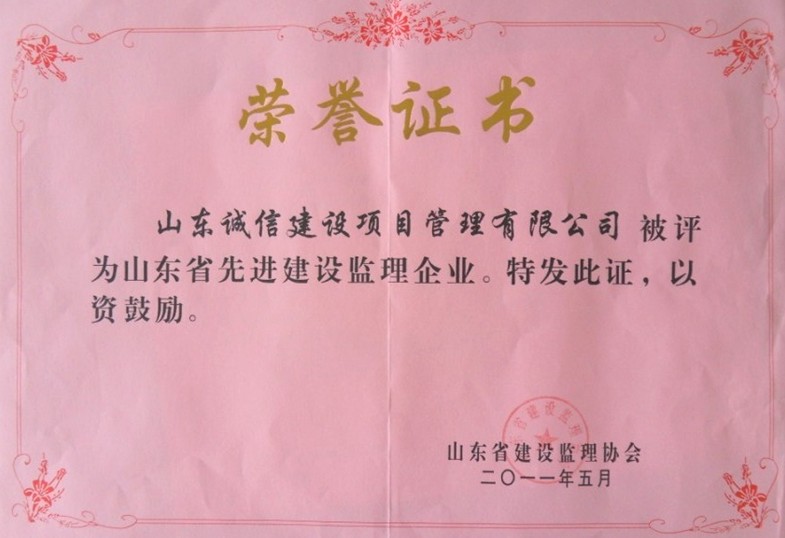 荣誉证书
山东诚信建设项目管理有限公司 被评
为山东省先进建设监理企业。特发此证，以
资鼓励。
山东省建设监理协会
二〇一一年五月